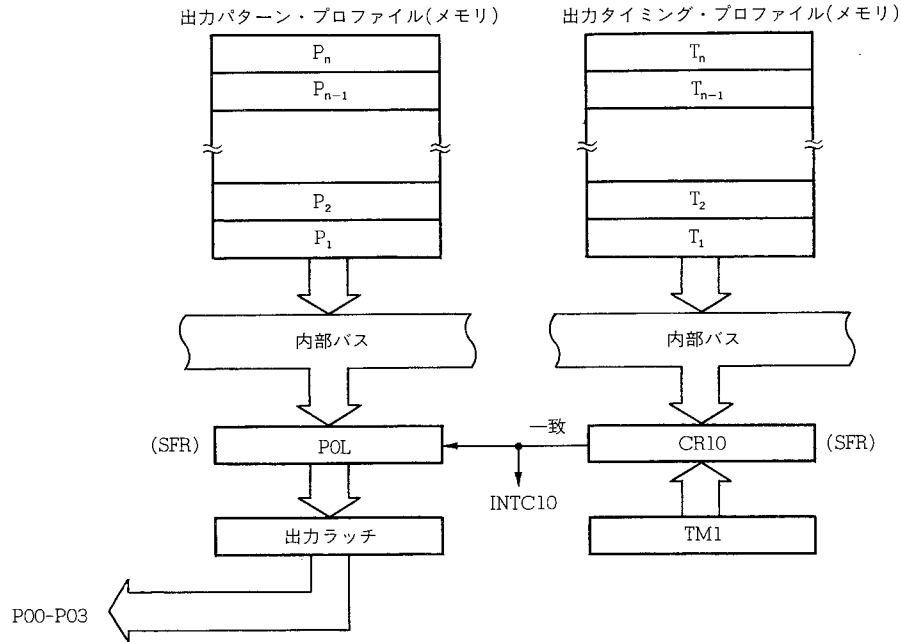 出力パターン・プロファイル(メモリ)
Pn
Pn-1
P2
P1
内部バス
(SFR)
P0L
出力ラッチ
P00-P03
出力タイミング・プロファイル(メモリ)
Tn
Tn-1
T2
T1
内部バス
一致
INTC10
CR10
(SFR)
TM1